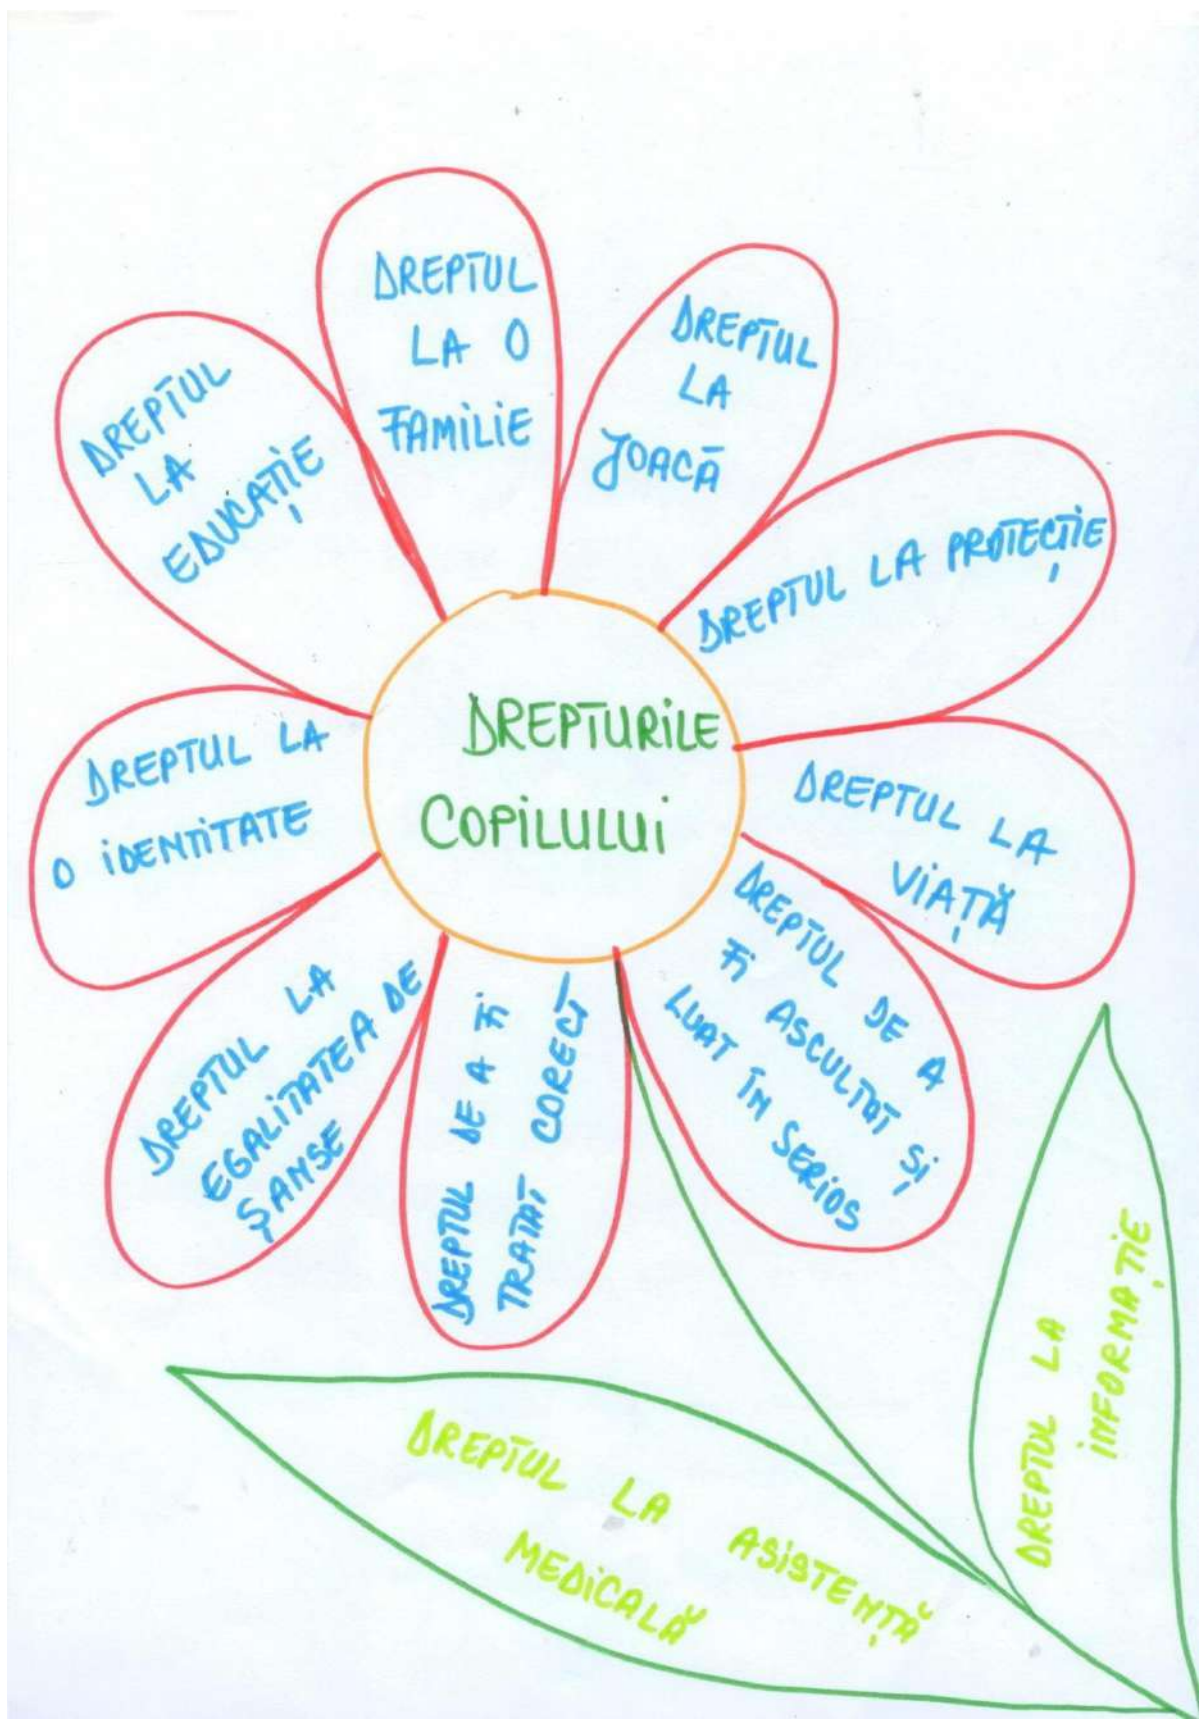 DREPTURILE
COPILULUI
DREPTUL
LA O
FAMILIE
DREPTUL
LA
JOACĂ
DREPTUL LA PROTECȚIE
DREPTUL LA
VIAȚĂ
DREPTUL DE A
FI ASCULTAT ȘI
LUAT ÎN SERIOS
DREPTUL DE A FI
TRATAT CORECT
DREPTUL LA
EGALITATEA DE
ȘANSE
DREPTUL LA
O IDENTITATE
DREPTUL
LA
EDUCAȚIE
DREPTUL LA ASISTENȚĂ
MEDICALĂ
DREPTUL LA
INFORMAȚIE